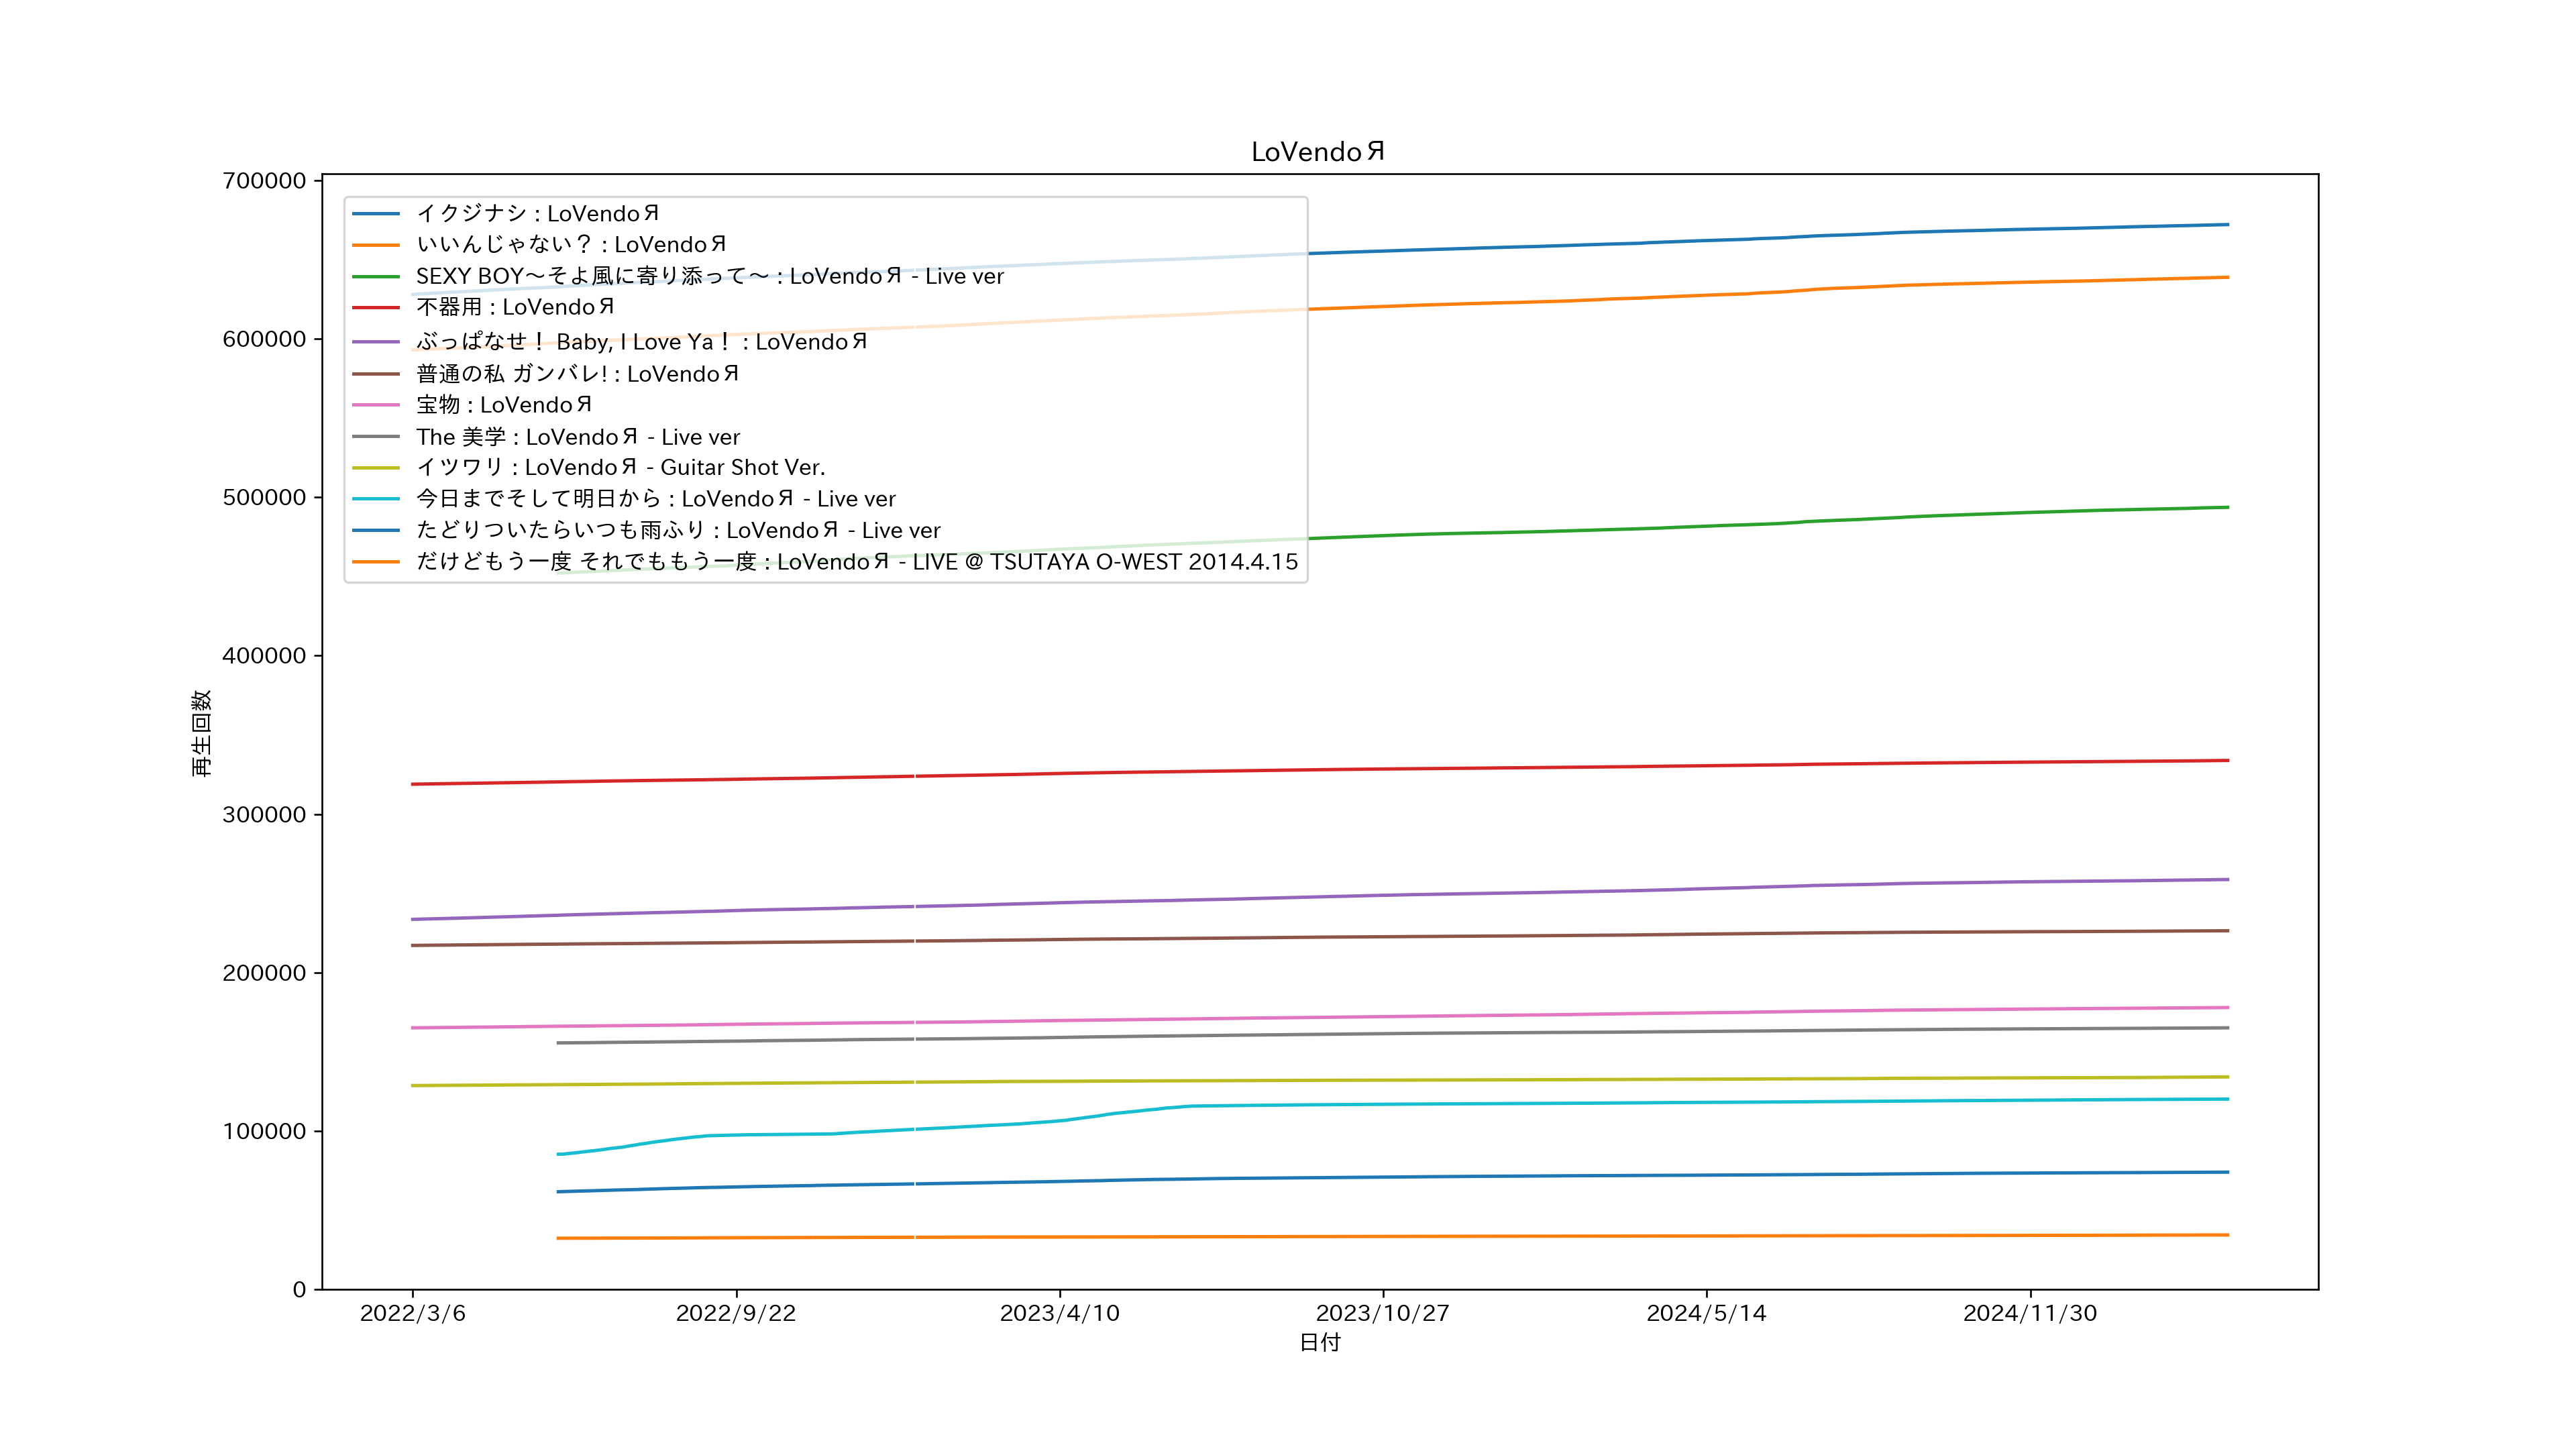 LoVendoЯ
700000
600000
500000
400000
300000
200000
100000
0
再生回数
イクジナシ : LoVendoЯ
いいんじゃない？ : LoVendoЯ
SEXY BOY～そよ風に寄り添って～ : LoVendoЯ - Live ver
不器用 : LoVendoЯ
ぶっぱなせ！ Baby, I Love Ya！ : LoVendoЯ
普通の私 ガンバレ! : LoVendoЯ
宝物 : LoVendoЯ
The 美学 : LoVendoЯ - Live ver
イツワリ : LoVendoЯ - Guitar Shot Ver.
今日までそして明日から : LoVendoЯ - Live ver
たどりついたらいつも雨ふり : LoVendoЯ - Live ver
だけどもう一度 それでももう一度 : LoVendoЯ - LIVE @ TSUTAYA O-WEST 2014.4.15
2022/3/6 2022/9/22 2023/4/10 2023/10/27 2024/5/14 2024/11/30
日付